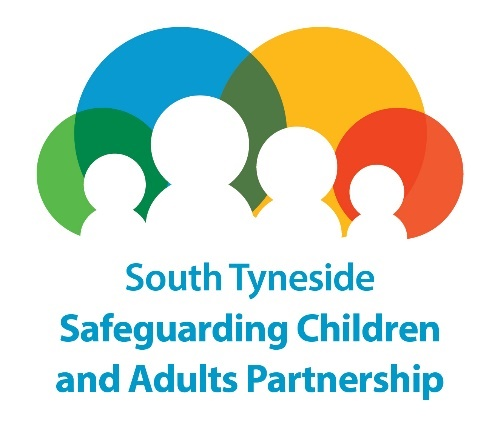 South Tyneside
Safeguarding Children
and Adults Partnership